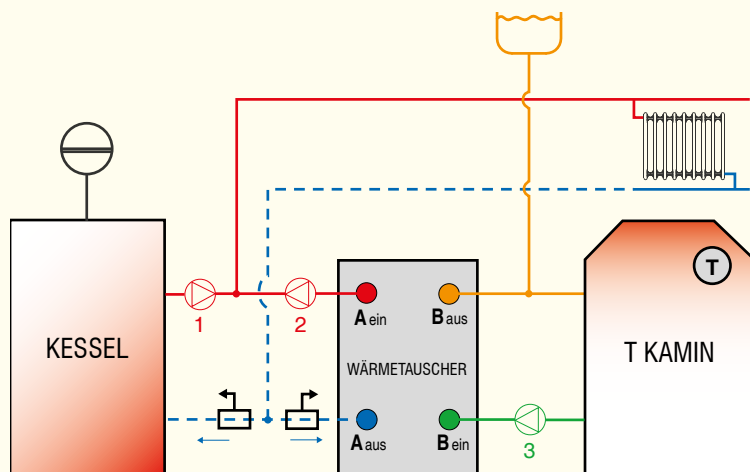 T
1
2
A ein
B aus
KESSEL
T KAMIN
WÄRMETAUSCHER
A aus
B ein
3